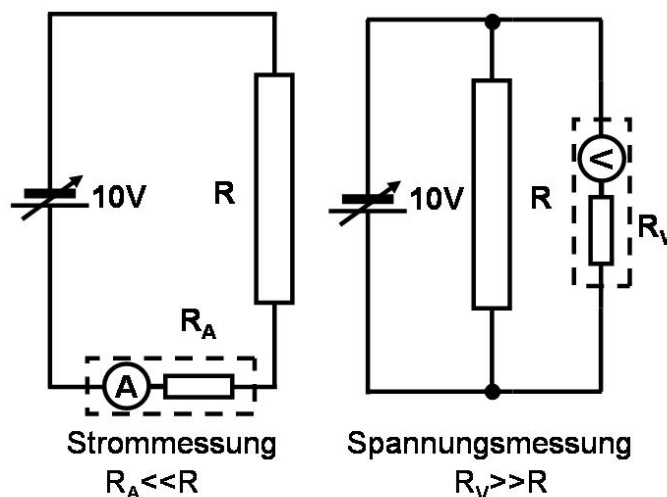 10V
R
R_A
A
Strommessung
R_A<<R
10V
R
V
R_V
Spannungsmessung
R_V>>R